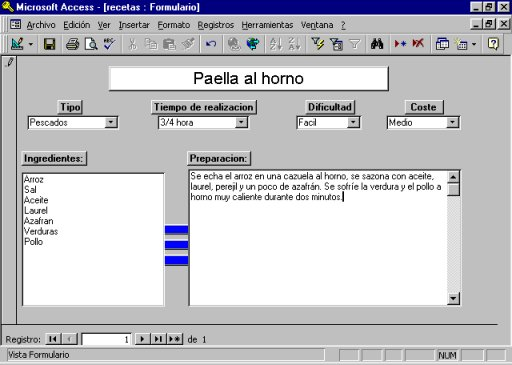 Microsoft Access - [recetas : Formulario]
Archivo Edición Ver Insertar Formato Registros Herramientas Ventana ?
Paella al horno
Tipo Tiempo de realizacion Dificultad Coste
Pescados 3/4 hora Facil Medio
Ingredientes: Preparacion:
Arroz
Sal
Aceite
Laurel
Azafran
Verduras
Pollo
Se echa el arroz en una cazuela al horno, se sazona con aceite,
laurel, perejil y un poco de azafrán. Se sofríe la verdura y el pollo a
horno muy caliente durante dos minutos.
Registro: 1 de 1
Vista Formulario NUM